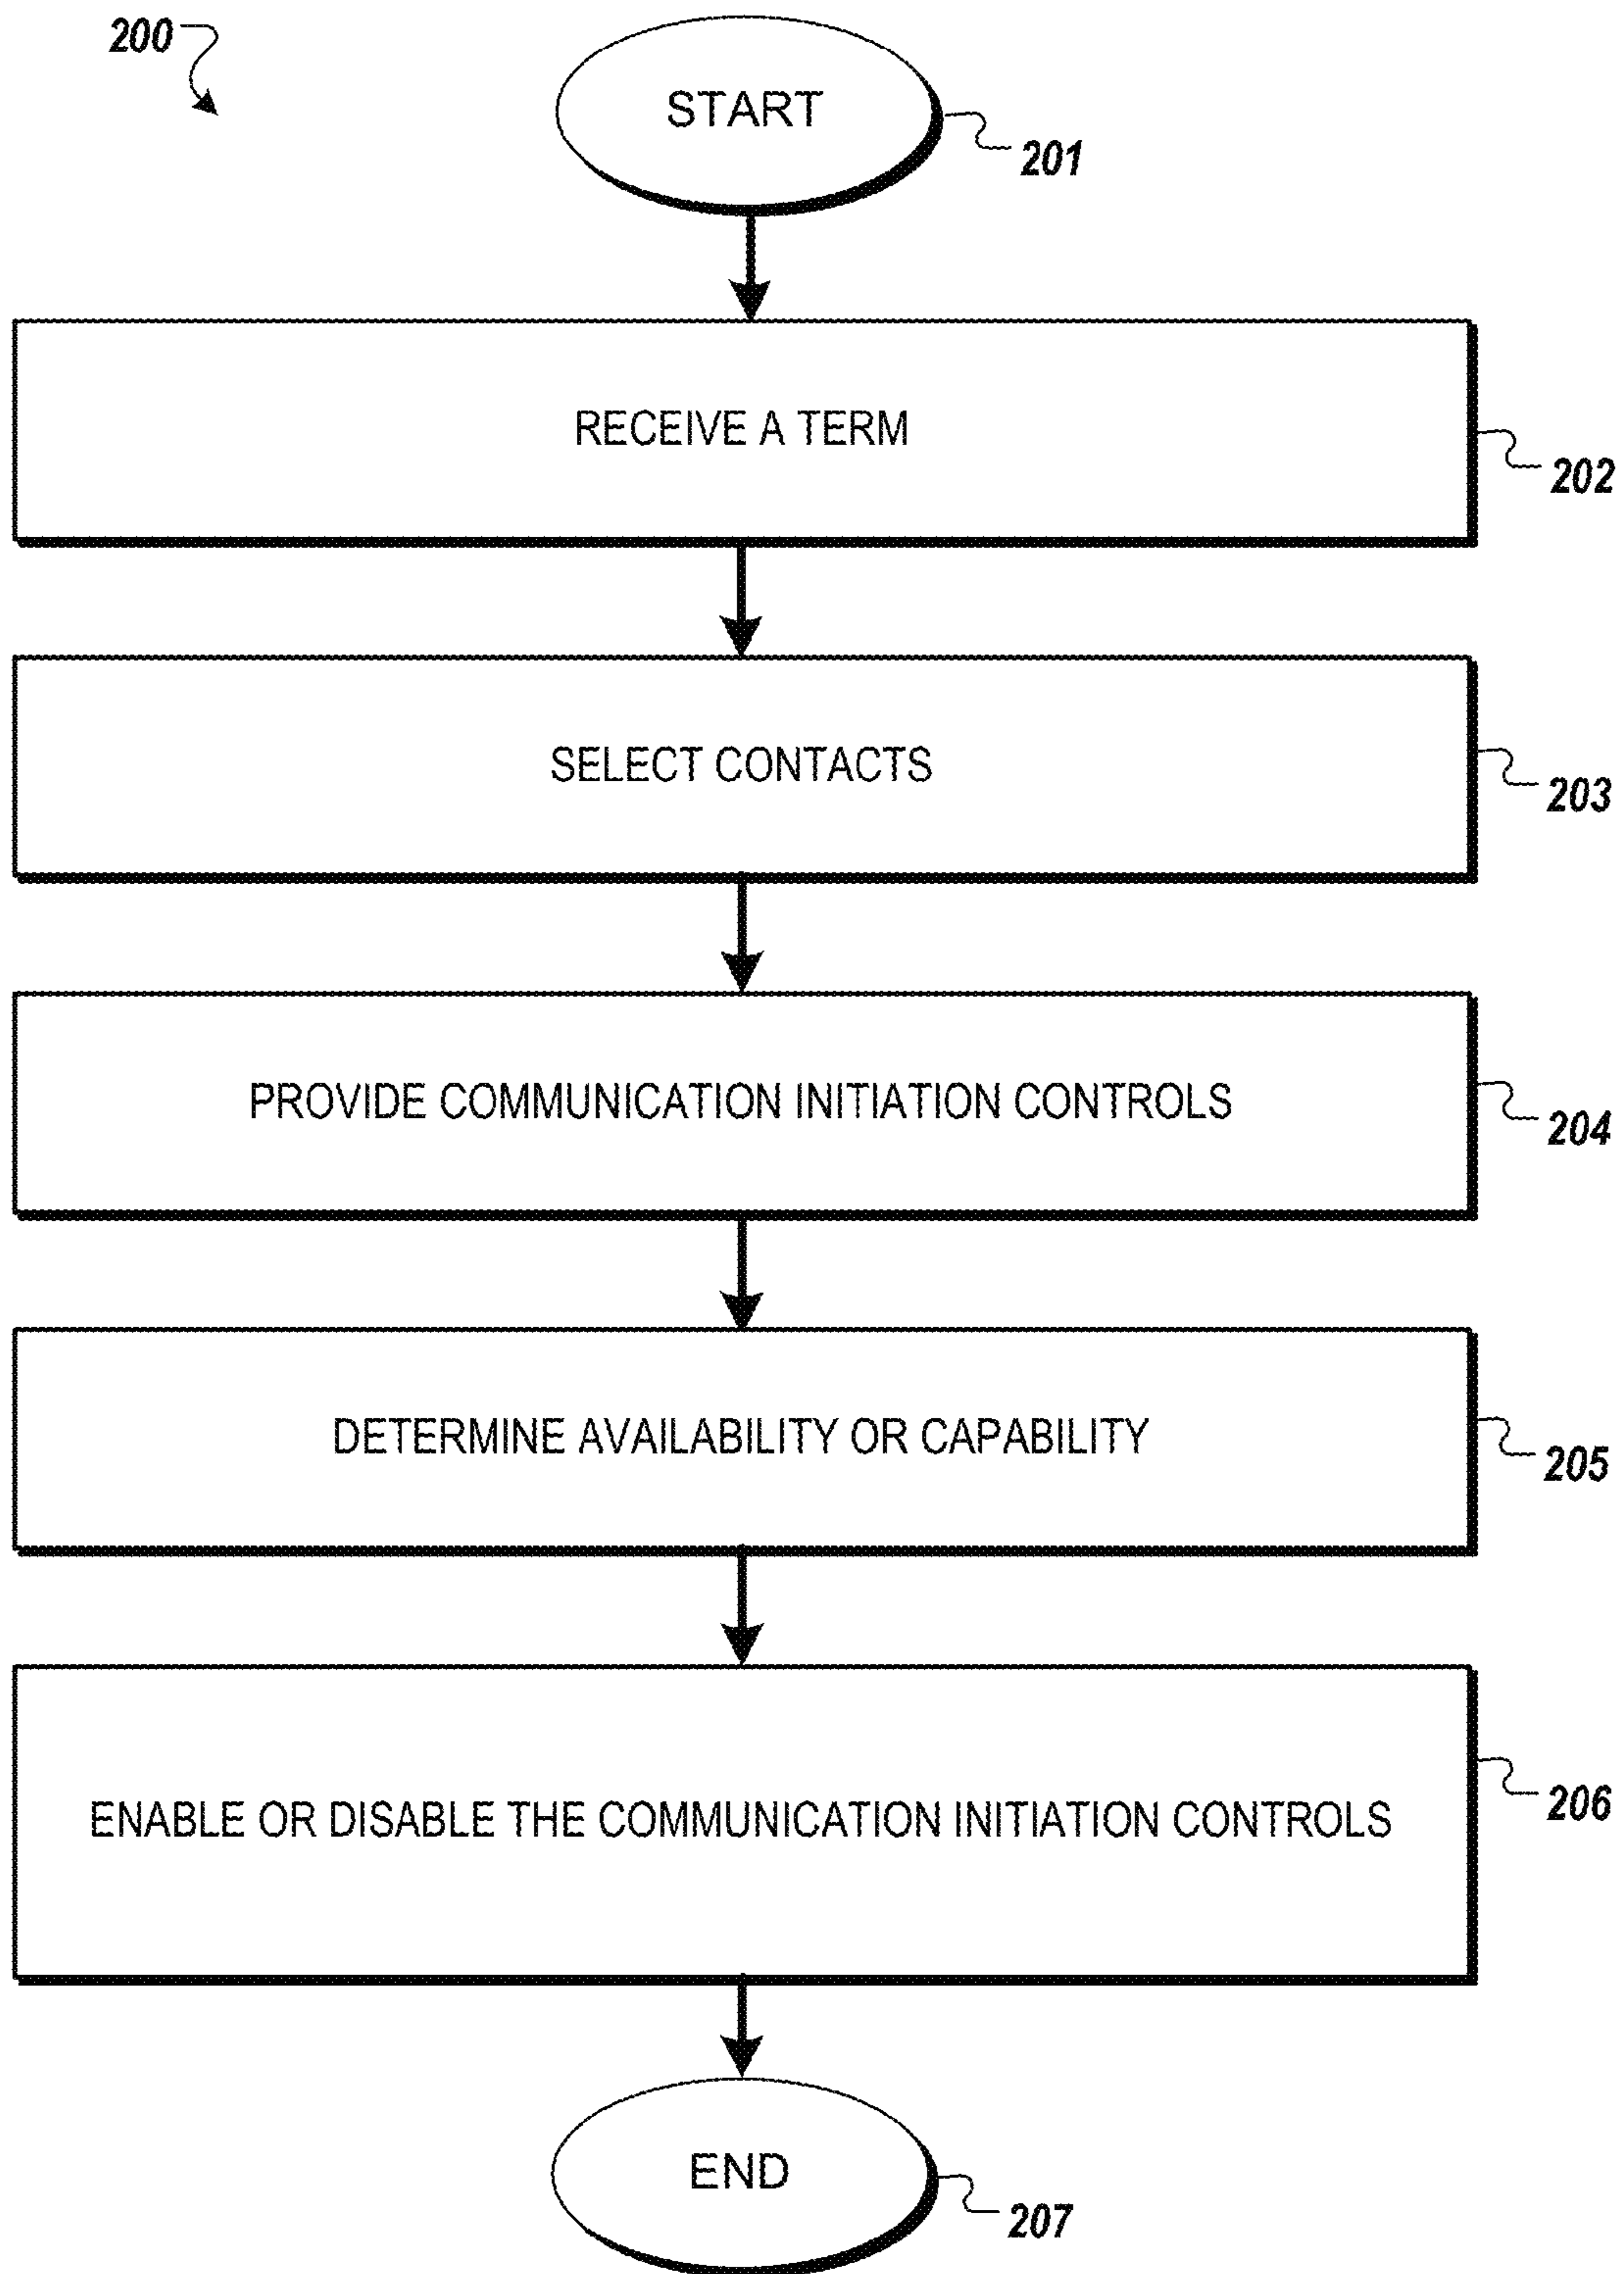 200
START
201
RECEIVE A TERM
202
SELECT CONTACTS
203
PROVIDE COMMUNICATION INITIATION CONTROLS
204
DETERMINE AVAILABILITY OR CAPABILITY
205
ENABLE OR DISABLE THE COMMUNICATION INITIATION CONTROLS
206
END
207